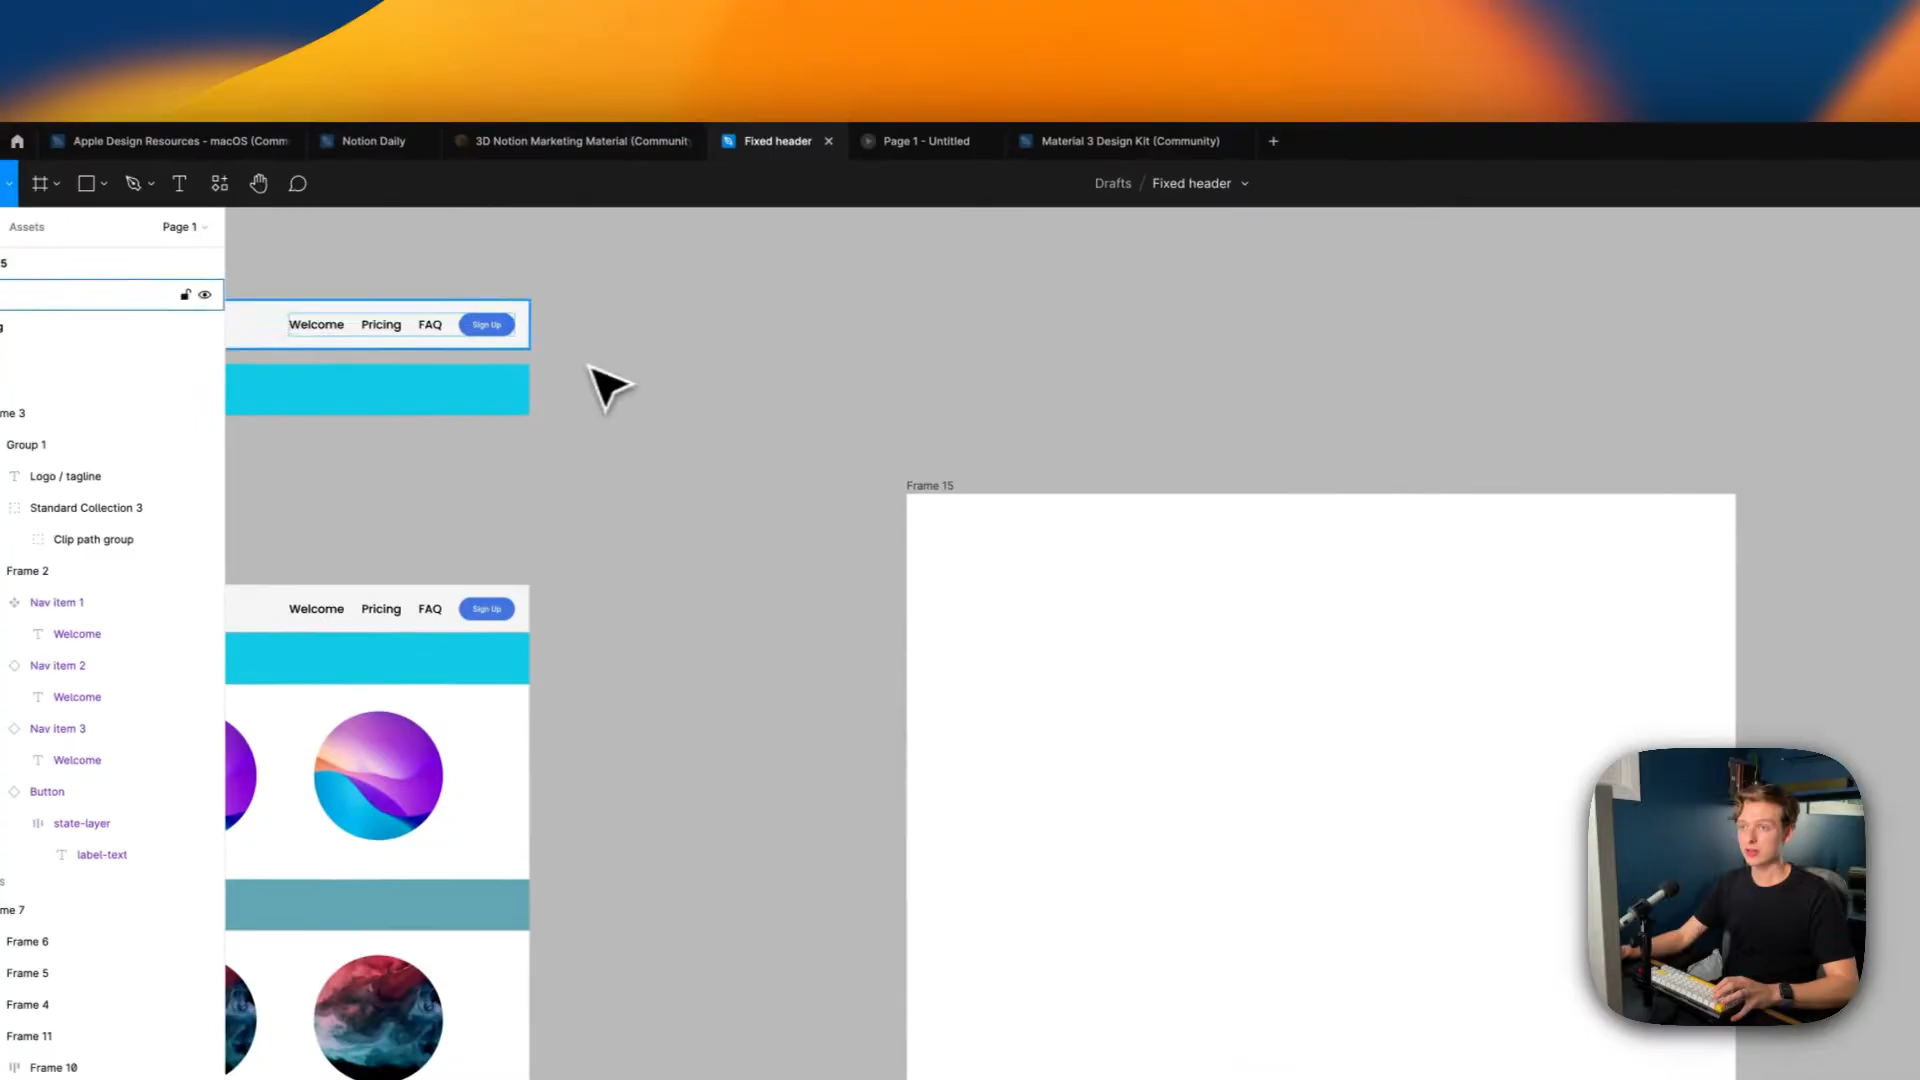 Apple Design Resources - macOS (Comm
Notion Daily
3D Notion Marketing Material (Communit
Fixed header
Page 1 - Untitled
Material 3 Design Kit (Community)
Drafts / Fixed header
Assets
Page 1
5
g
me 3
Group 1
Logo / tagline
Standard Collection 3
Clip path group
Frame 2
Nav item 1
Welcome
Nav item 2
Welcome
Nav item 3
Welcome
Button
state-layer
label-text
s
me 7
Frame 6
Frame 5
Frame 4
Frame 11
Frame 10
Welcome Pricing FAQ Sign Up
Welcome Pricing FAQ Sign Up
Frame 15